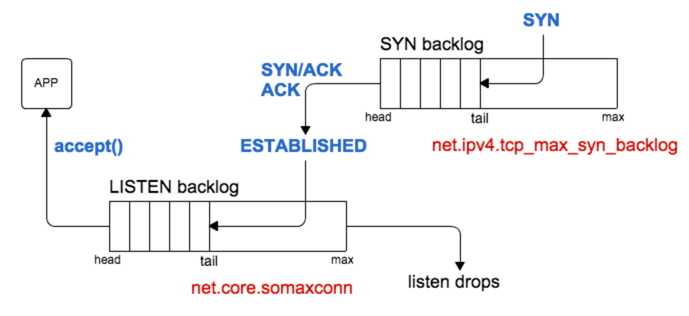 SYN
SYN backlog
APP
SYN/ACK
ACK
head
tail
max
accept()
ESTABLISHED
net.ipv4.tcp_max_syn_backlog
LISTEN backlog
head
tail
max
net.core.somaxconn
listen drops